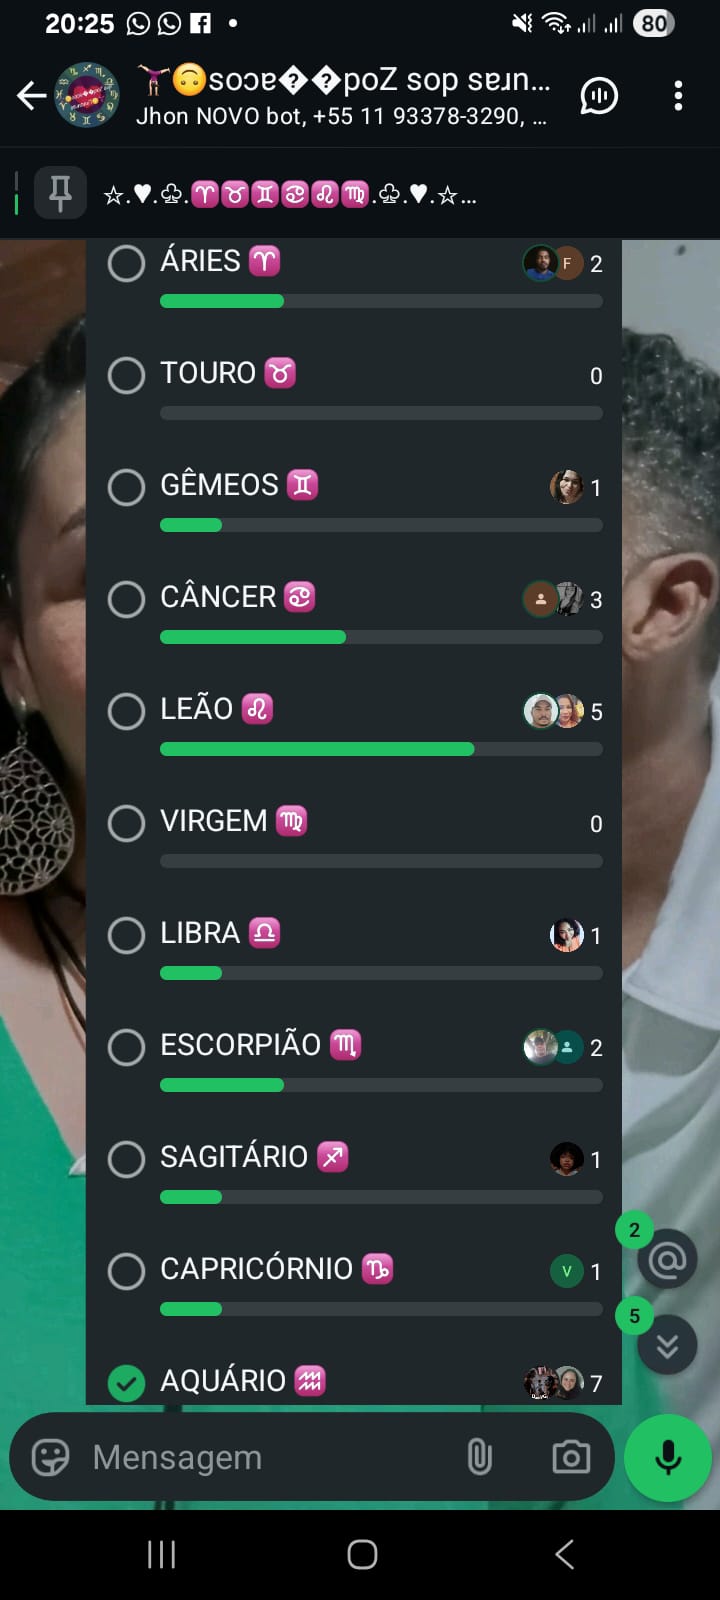 20:25
80
🤸🏾‍♀️🙃soɔɐ��poZ sop sɐɹn...
Jhon NOVO bot, +55 11 93378-3290, ...
☆.♥.♧.♈♉♊♋♌♍.♧.♥.☆...
ÁRIES ♈ F 2
TOURO ♉ 0
GÊMEOS ♊ 1
CÂNCER ♋ 3
LEÃO ♌ 5
VIRGEM ♍ 0
LIBRA ♎ 1
ESCORPIÃO ♏ 2
SAGITÁRIO ♐ 1
2
CAPRICÓRNIO ♑ V 1
5
AQUÁRIO ♒ 7
Mensagem